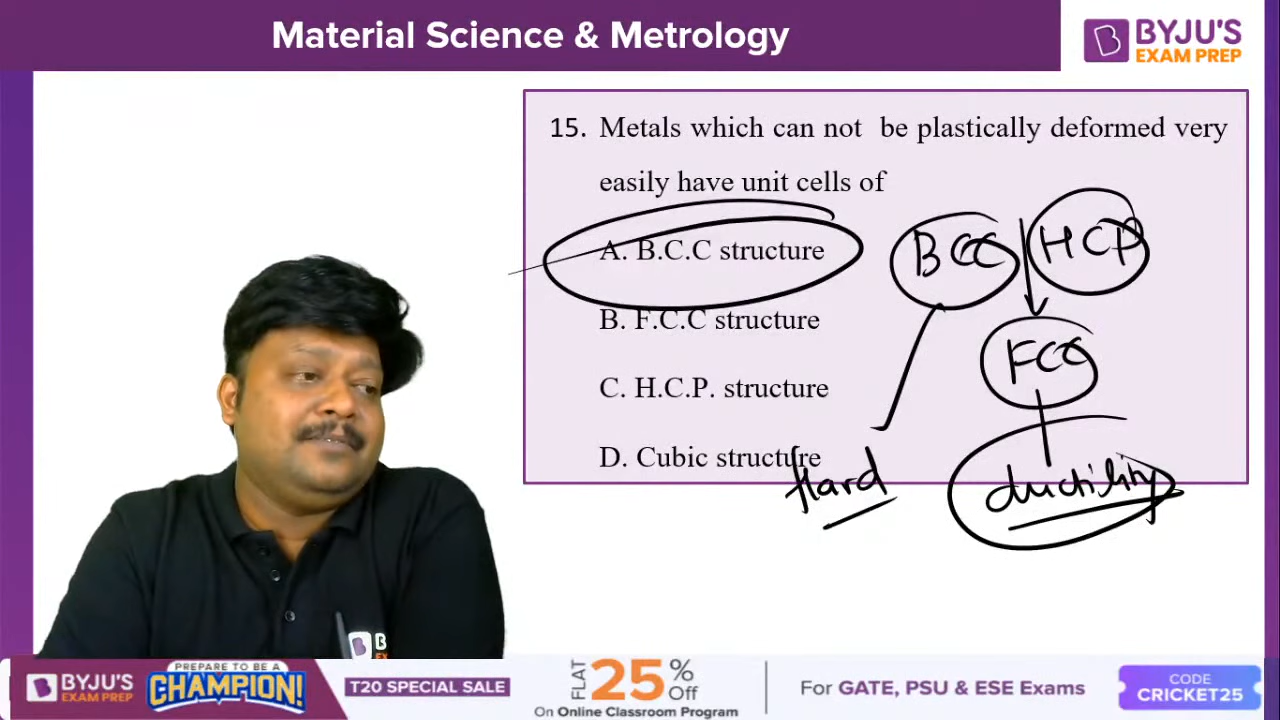 Material Science & Metrology
BYJU'S
EXAM PREP
15. Metals which can not be plastically deformed very
easily have unit cells of
A. B.C.C structure
B. F.C.C structure
C. H.C.P. structure
D. Cubic structure
BCC
HCP
FCC
Hard
ductility
B
EX
BYJU'S
EXAM PREP
PREPARE TO BE A
CHAMPION!
T20 SPECIAL SALE
FLAT
25%
Off
On Online Classroom Program
For GATE, PSU & ESE Exams
CODE
CRICKET25